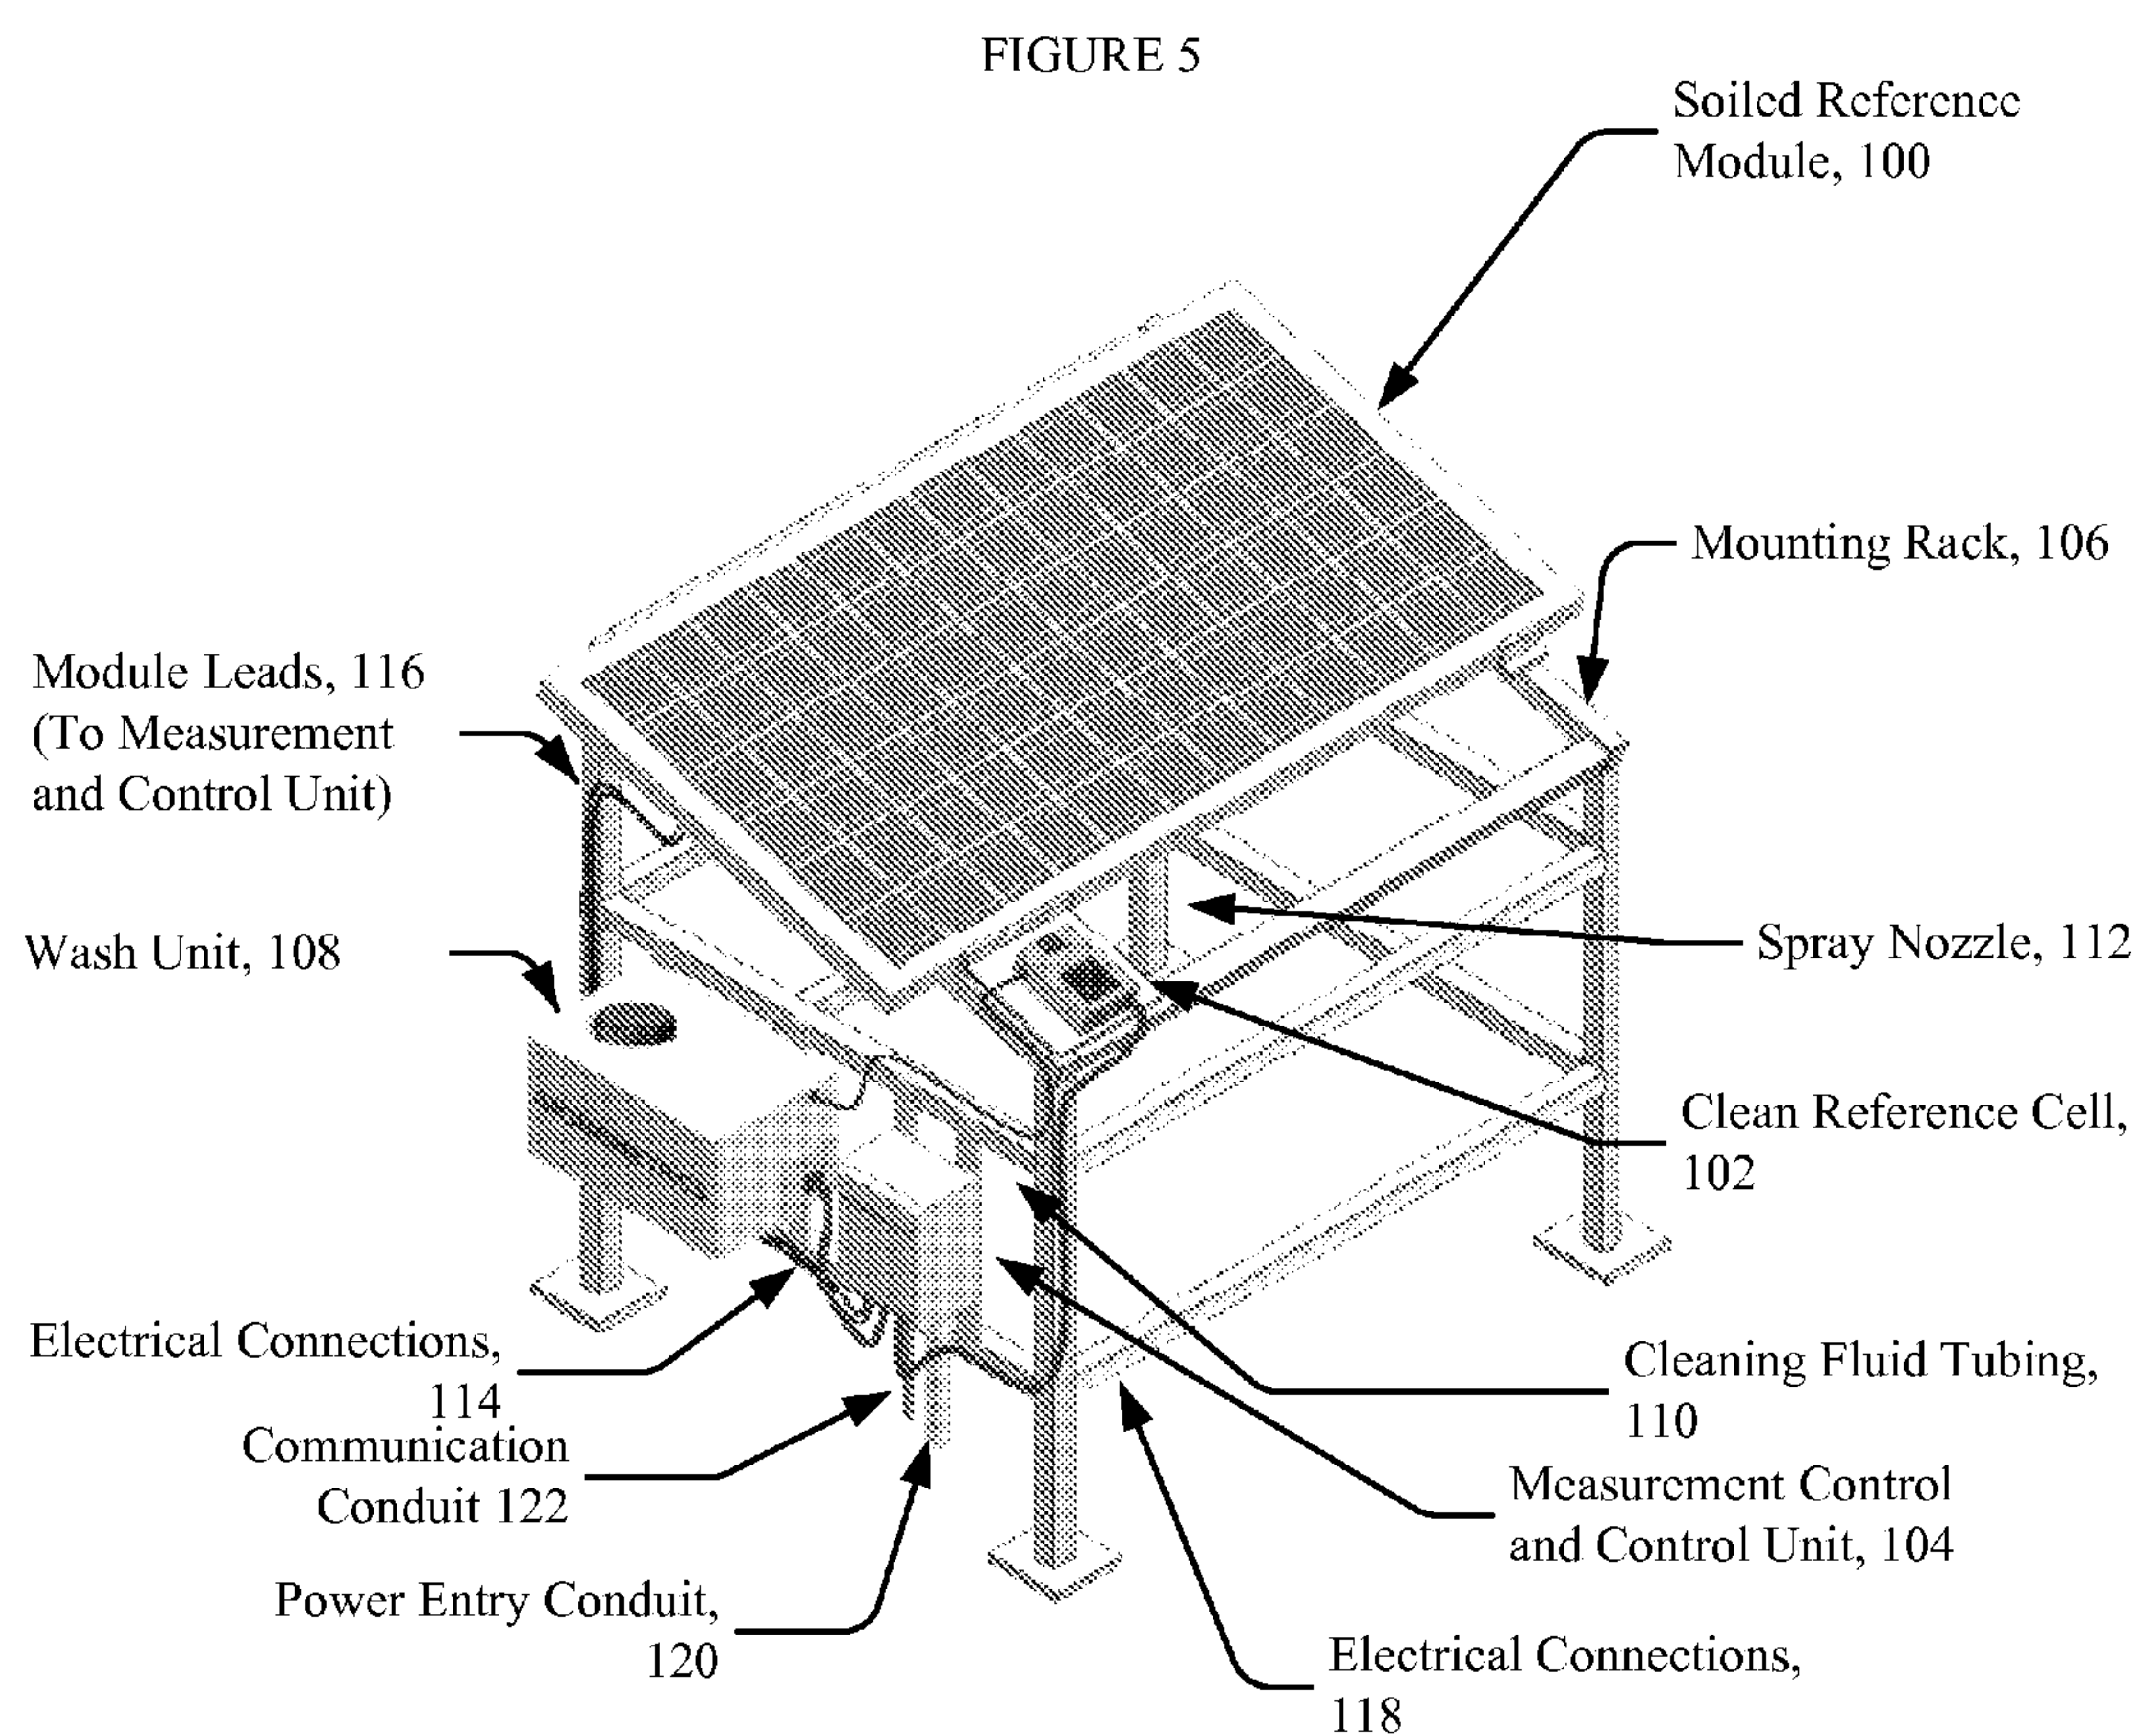 FIGURE 5
Soiled Reference
Module, 100
Mounting Rack, 106
Module Leads, 116
(To Measurement
and Control Unit)
Wash Unit, 108
Spray Nozzle, 112
Clean Reference Cell,
102
Electrical Connections,
114
Cleaning Fluid Tubing,
110
Communication
Conduit 122
Measurement Control
and Control Unit, 104
Power Entry Conduit,
120
Electrical Connections,
118